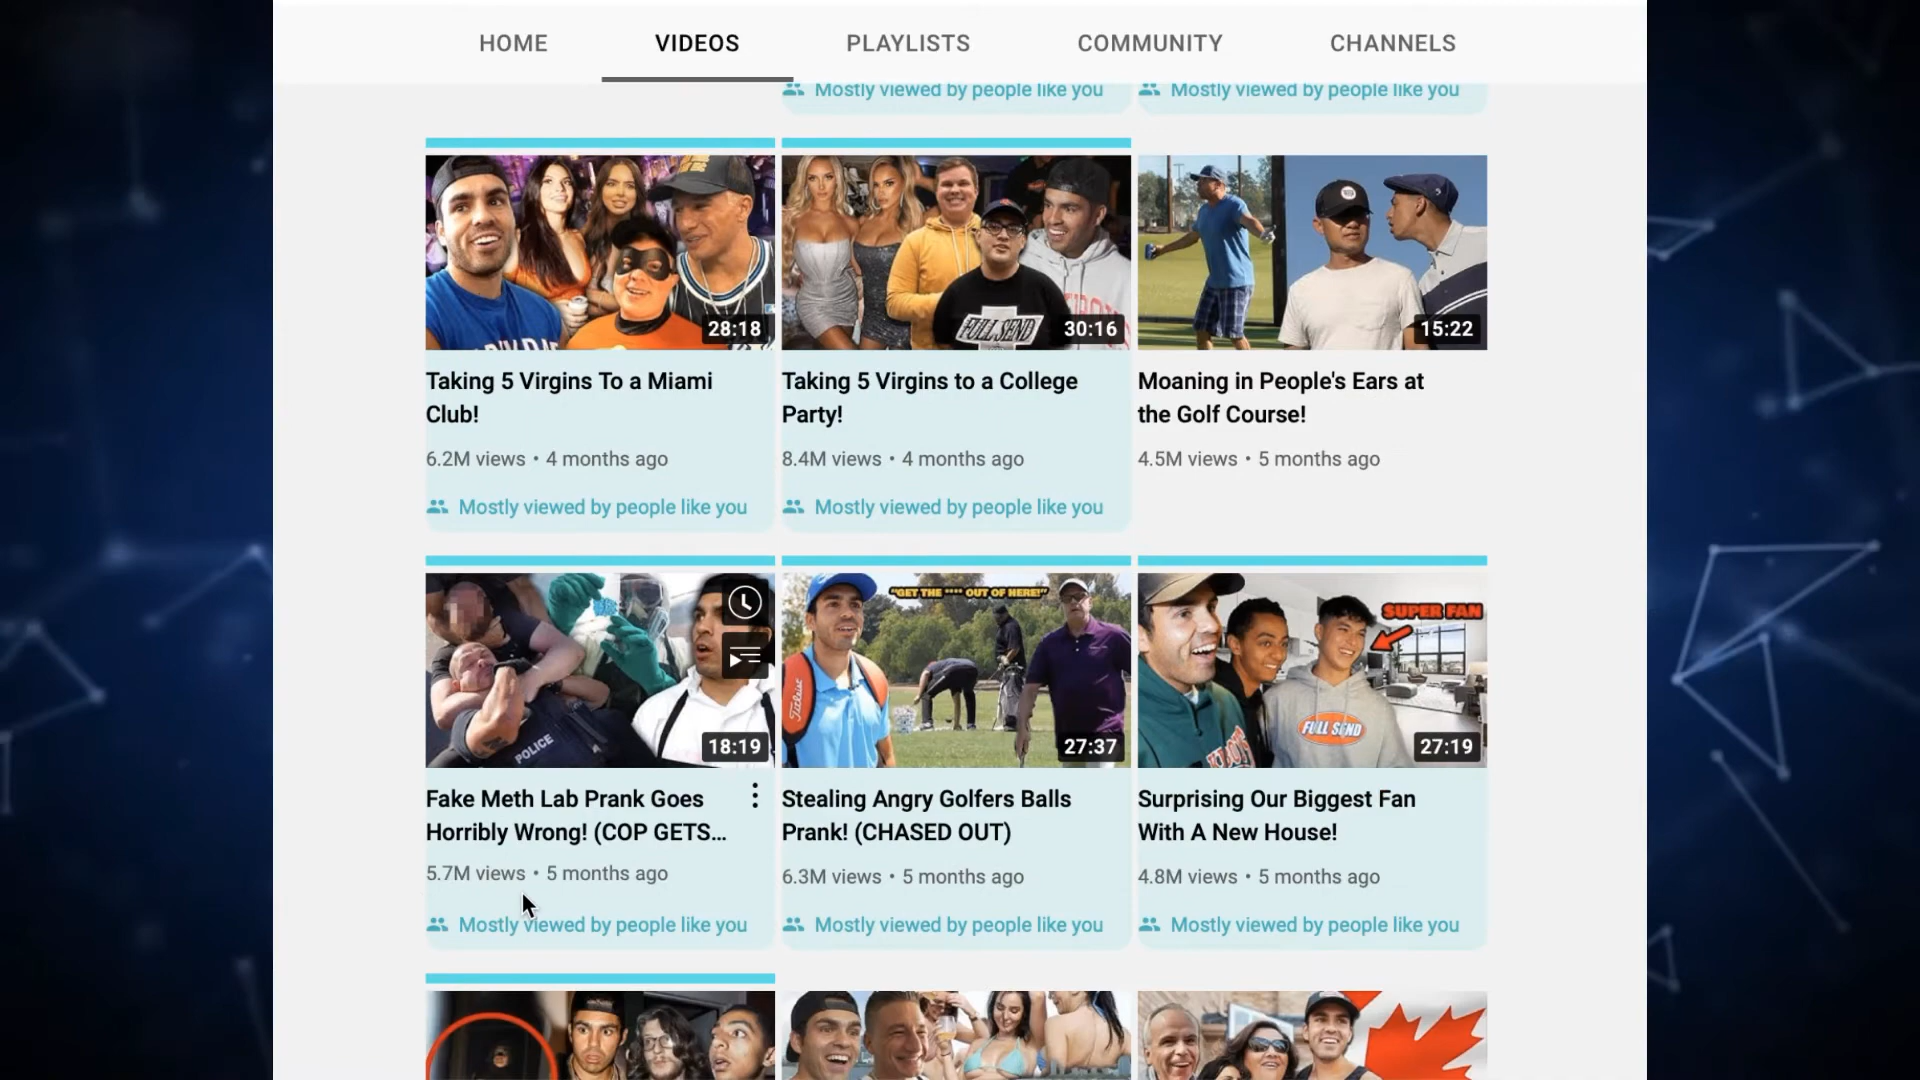 HOME VIDEOS PLAYLISTS COMMUNITY CHANNELS
Mostly viewed by people like you
Mostly viewed by people like you
28:18
FULL SEND
30:16
15:22
Taking 5 Virgins To a Miami
Club!
6.2M views • 4 months ago
Mostly viewed by people like you
Taking 5 Virgins to a College
Party!
8.4M views • 4 months ago
Mostly viewed by people like you
Moaning in People's Ears at
the Golf Course!
4.5M views • 5 months ago
POLICE
18:19
"GET THE **** OUT OF HERE!"
Titleist
27:37
SUPER FAN
FULL SEND
27:19
Fake Meth Lab Prank Goes
Horribly Wrong! (COP GETS...
5.7M views • 5 months ago
Mostly viewed by people like you
Stealing Angry Golfers Balls
Prank! (CHASED OUT)
6.3M views • 5 months ago
Mostly viewed by people like you
Surprising Our Biggest Fan
With A New House!
4.8M views • 5 months ago
Mostly viewed by people like you